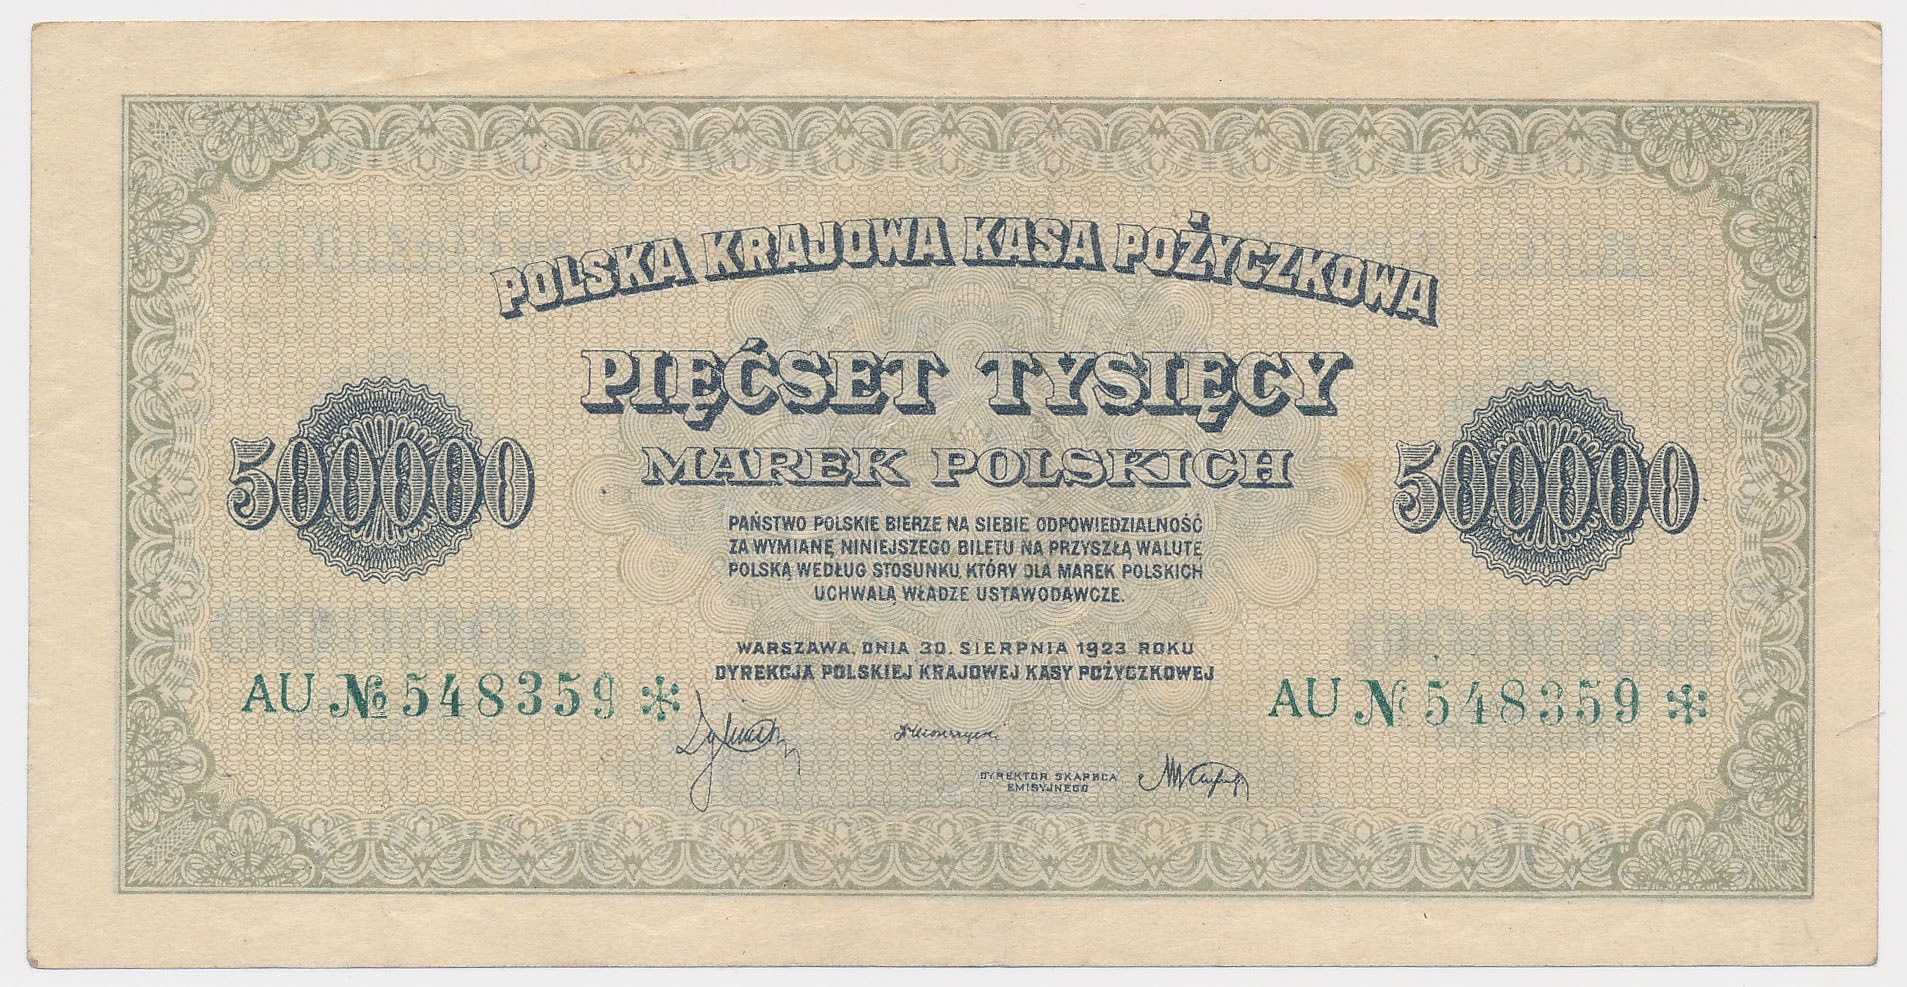 POLSKA KRAJOWA KASA POŻYCZKOWA
PIĘĆSET TYSIĘCY
MAREK POLSKICH
500000
500000
PAŃSTWO POLSKIE BIERZE NA SIEBIE ODPOWIEDZIALNOŚĆ
ZA WYMIANĘ NINIEJSZEGO BILETU NA PRZYSZŁĄ WALUTĘ
POLSKĄ WEDŁUG STOSUNKU, KTÓRY DLA MAREK POLSKICH
UCHWALĄ WŁADZE USTAWODAWCZE.
WARSZAWA, DNIA 30. SIERPNIA 1923 ROKU
DYREKCJA POLSKIEJ KRAJOWEJ KASY POŻYCZKOWEJ
AU № 548359 *
AU № 548359 *
DYREKTOR SKARBCA
EMISYJNEGO